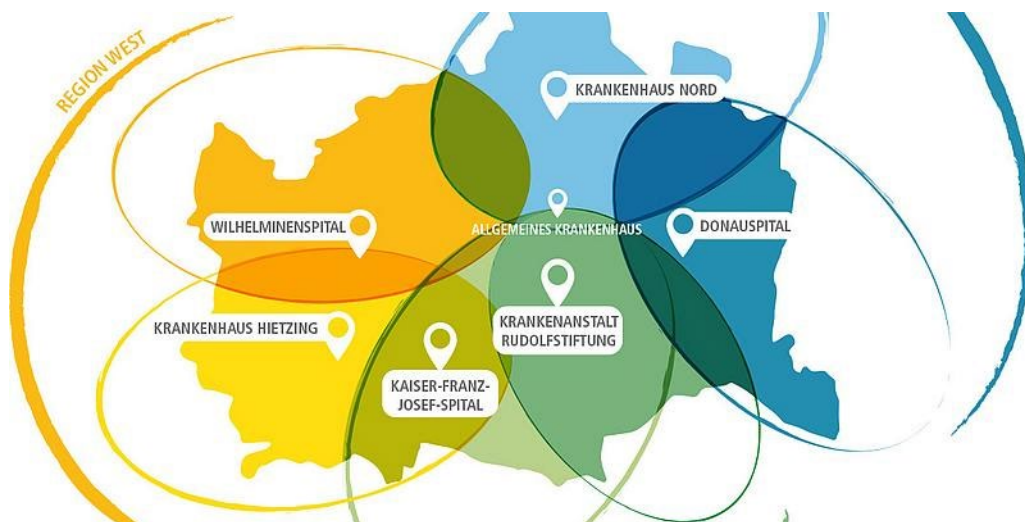 REGION WEST
KRANKENHAUS NORD
WILHELMINENSPITAL
ALLGEMEINES KRANKENHAUS
DONAUSPITAL
KRANKENHAUS HIETZING
KRANKENANSTALT
RUDOLFSTIFTUNG
KAISER-FRANZ-
JOSEF-SPITAL